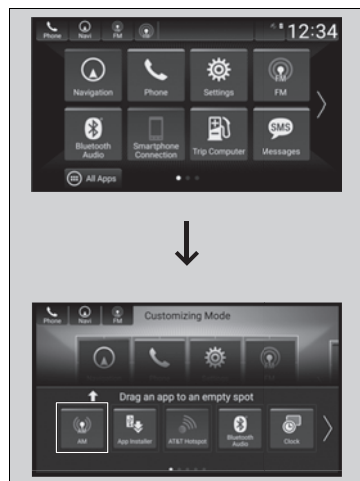 Phone Navi FM AM 12:34
Navigation Phone Settings FM
Bluetooth Audio Smartphone Connection Trip Computer Messages
All Apps
Phone Navi FM Customizing Mode
Drag an app to an empty spot
AM App Installer AT&T Hotspot Bluetooth Audio Clock